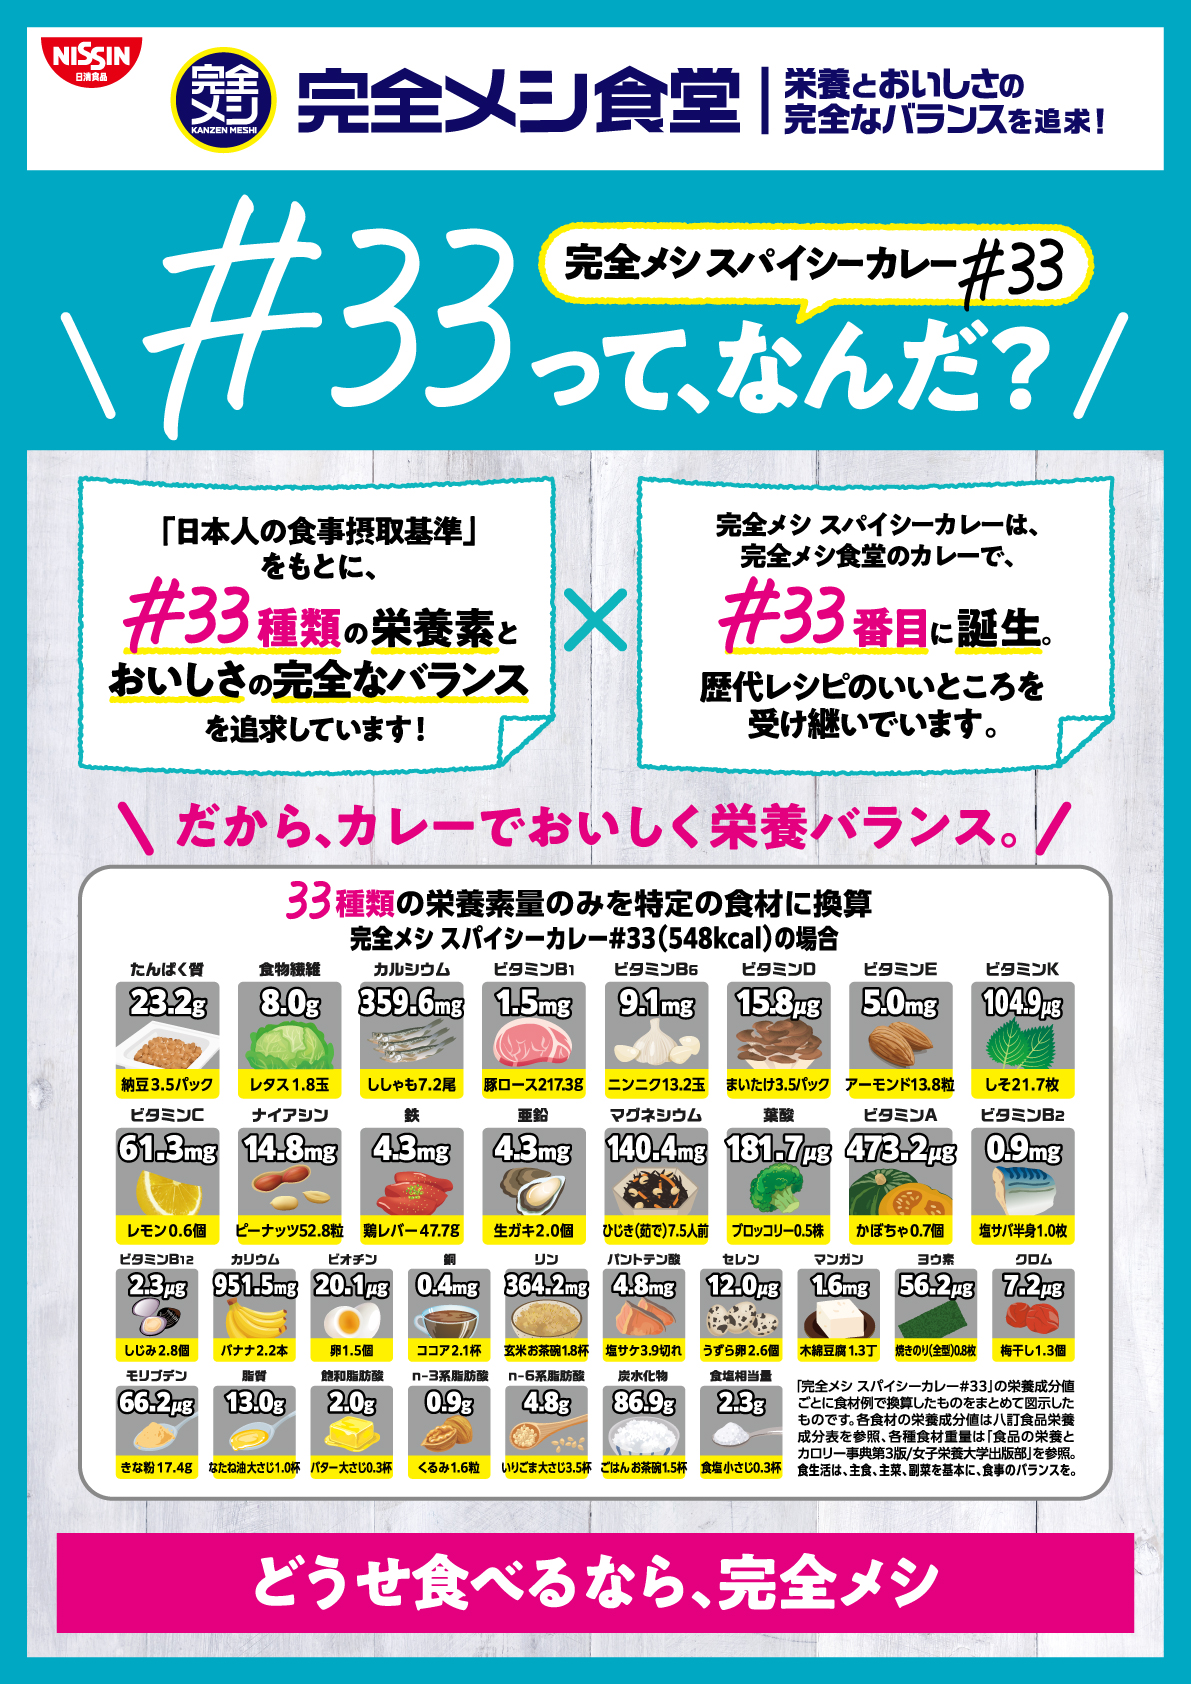 NISSIN
日清食品
完全
メシ
KANZEN MESHI
完全メシ食堂
栄養とおいしさの
完全なバランスを追求！
完全メシ スパイシーカレー#33
#33って、なんだ？
「日本人の食事摂取基準」
をもとに、
#33種類の栄養素と
おいしさの完全なバランス
を追求しています！
×
完全メシ スパイシーカレーは、
完全メシ食堂のカレーで、
#33番目に誕生。
歴代レシピのいいところを
受け継いでいます。
だから、カレーでおいしく栄養バランス。
33種類の栄養素量のみを特定の食材に換算
完全メシ スパイシーカレー#33（548kcal）の場合
たんぱく質 食物繊維 カルシウム ビタミンB1 ビタミンB6 ビタミンD ビタミンE ビタミンK
23.2g 8.0g 359.6mg 1.5mg 9.1mg 15.8μg 5.0mg 104.9μg
納豆3.5パック レタス1.8玉 ししゃも7.2尾 豚ロース217.3g ニンニク13.2玉 まいたけ3.5パック アーモンド13.8粒 しそ21.7枚
ビタミンC ナイアシン 鉄 亜鉛 マグネシウム 葉酸 ビタミンA ビタミンB2
61.3mg 14.8mg 4.3mg 4.3mg 140.4mg 181.7μg 473.2μg 0.9mg
レモン0.6個 ピーナッツ52.8粒 鶏レバー47.7g 生ガキ2.0個 ひじき（茹で）7.5人前 ブロッコリー0.5株 かぼちゃ0.7個 塩サバ半身1.0枚
ビタミンB12 カリウム ビオチン 銅 リン パントテン酸 セレン マンガン ヨウ素 クロム
2.3μg 951.5mg 20.1μg 0.4mg 364.2mg 4.8mg 12.0μg 1.6mg 56.2μg 7.2μg
しじみ2.8個 バナナ2.2本 卵1.5個 ココア2.1杯 玄米お茶碗1.8杯 塩サケ3.9切れ うずら卵2.6個 木綿豆腐1.3丁 焼きのり(全型)0.8枚 梅干し1.3個
モリブデン 脂質 飽和脂肪酸 n-3系脂肪酸 n-6系脂肪酸 炭水化物 食塩相当量
66.2μg 13.0g 2.0g 0.9g 4.8g 86.9g 2.3g
きな粉17.4g なたね油大さじ1.0杯 バター大さじ0.3杯 くるみ1.6粒 いりごま大さじ3.5杯 ごはんお茶碗1.5杯 食塩小さじ0.3杯
「完全メシ スパイシーカレー#33」の栄養成分値
ごとに食材例で換算したものをまとめて図示した
ものです。各食材の栄養成分値は八訂食品栄養
成分表を参照、各種食材重量は「食品の栄養と
カロリー事典第3版/女子栄養大学出版部」を参照。
食生活は、主食、主菜、副菜を基本に、食事のバランスを。
どうせ食べるなら、完全メシ